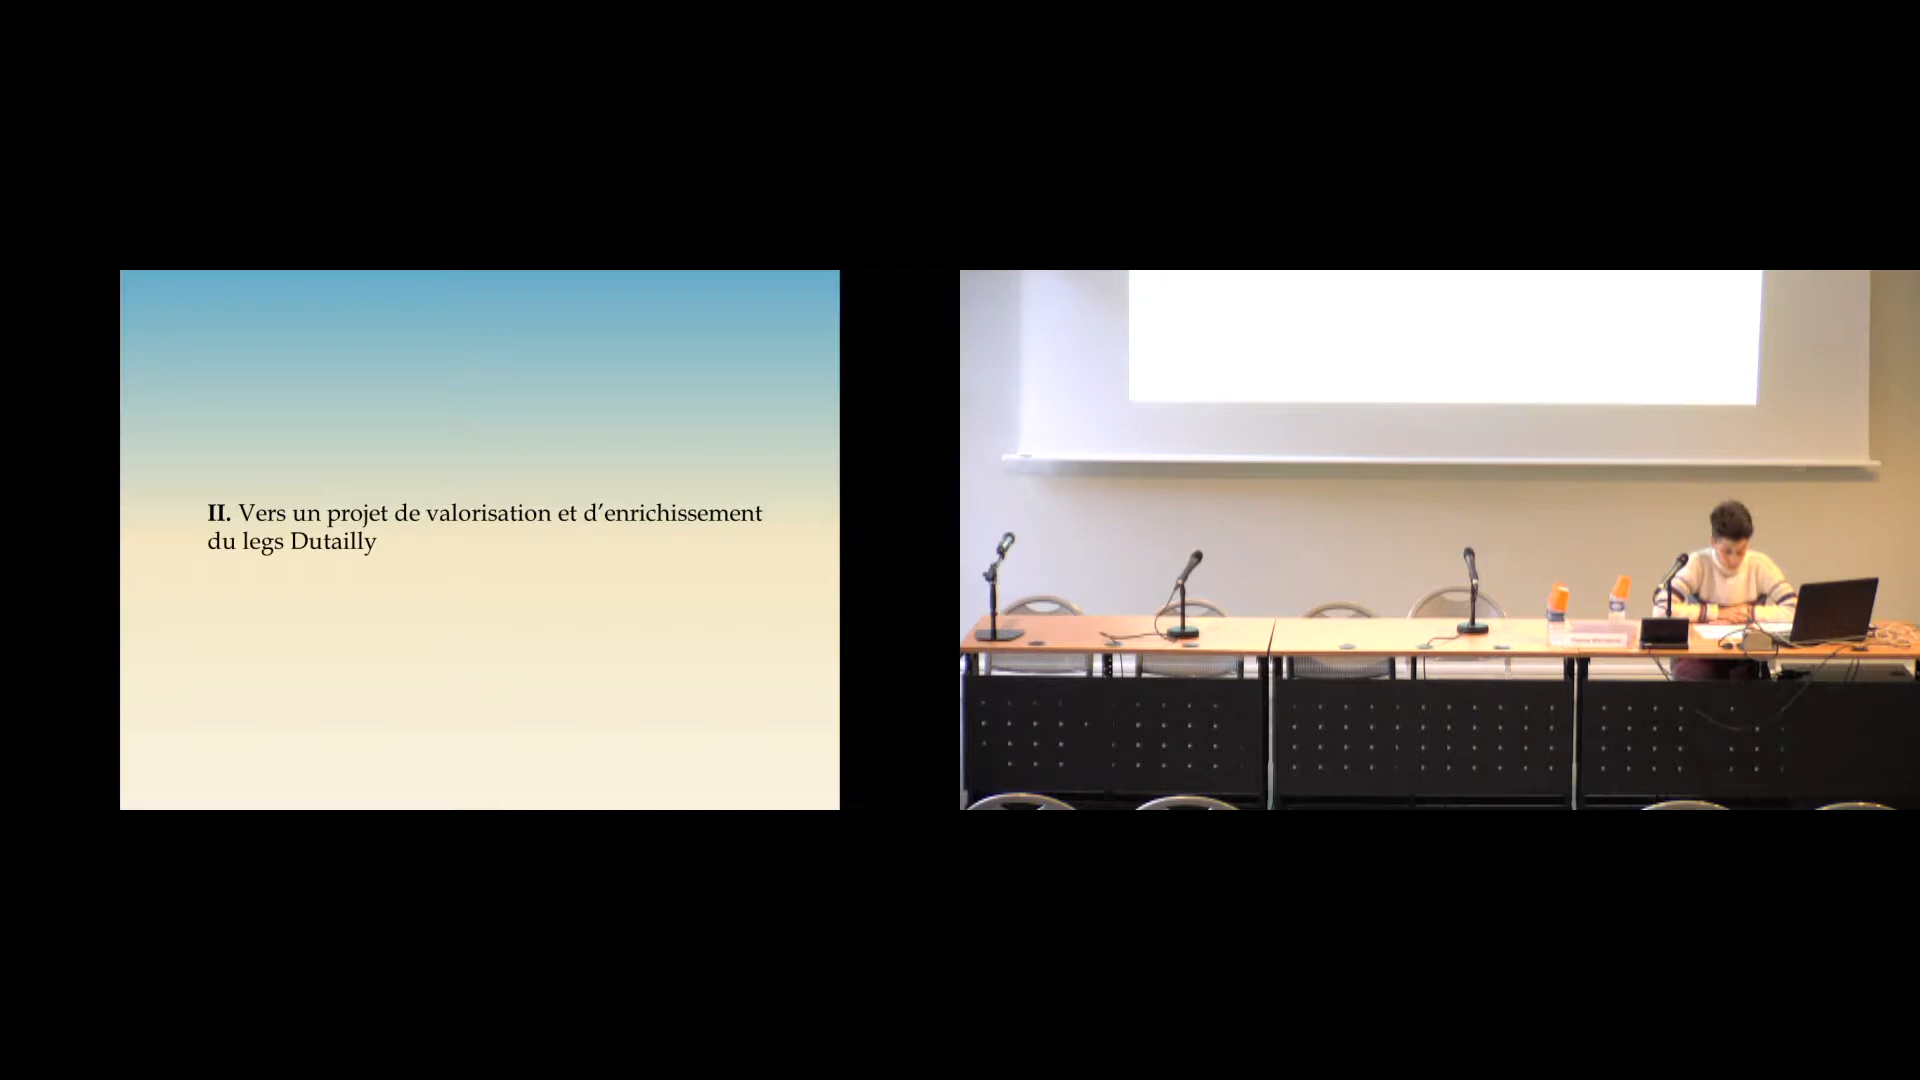 II. Vers un projet de valorisation et d’enrichissement
du legs Dutailly